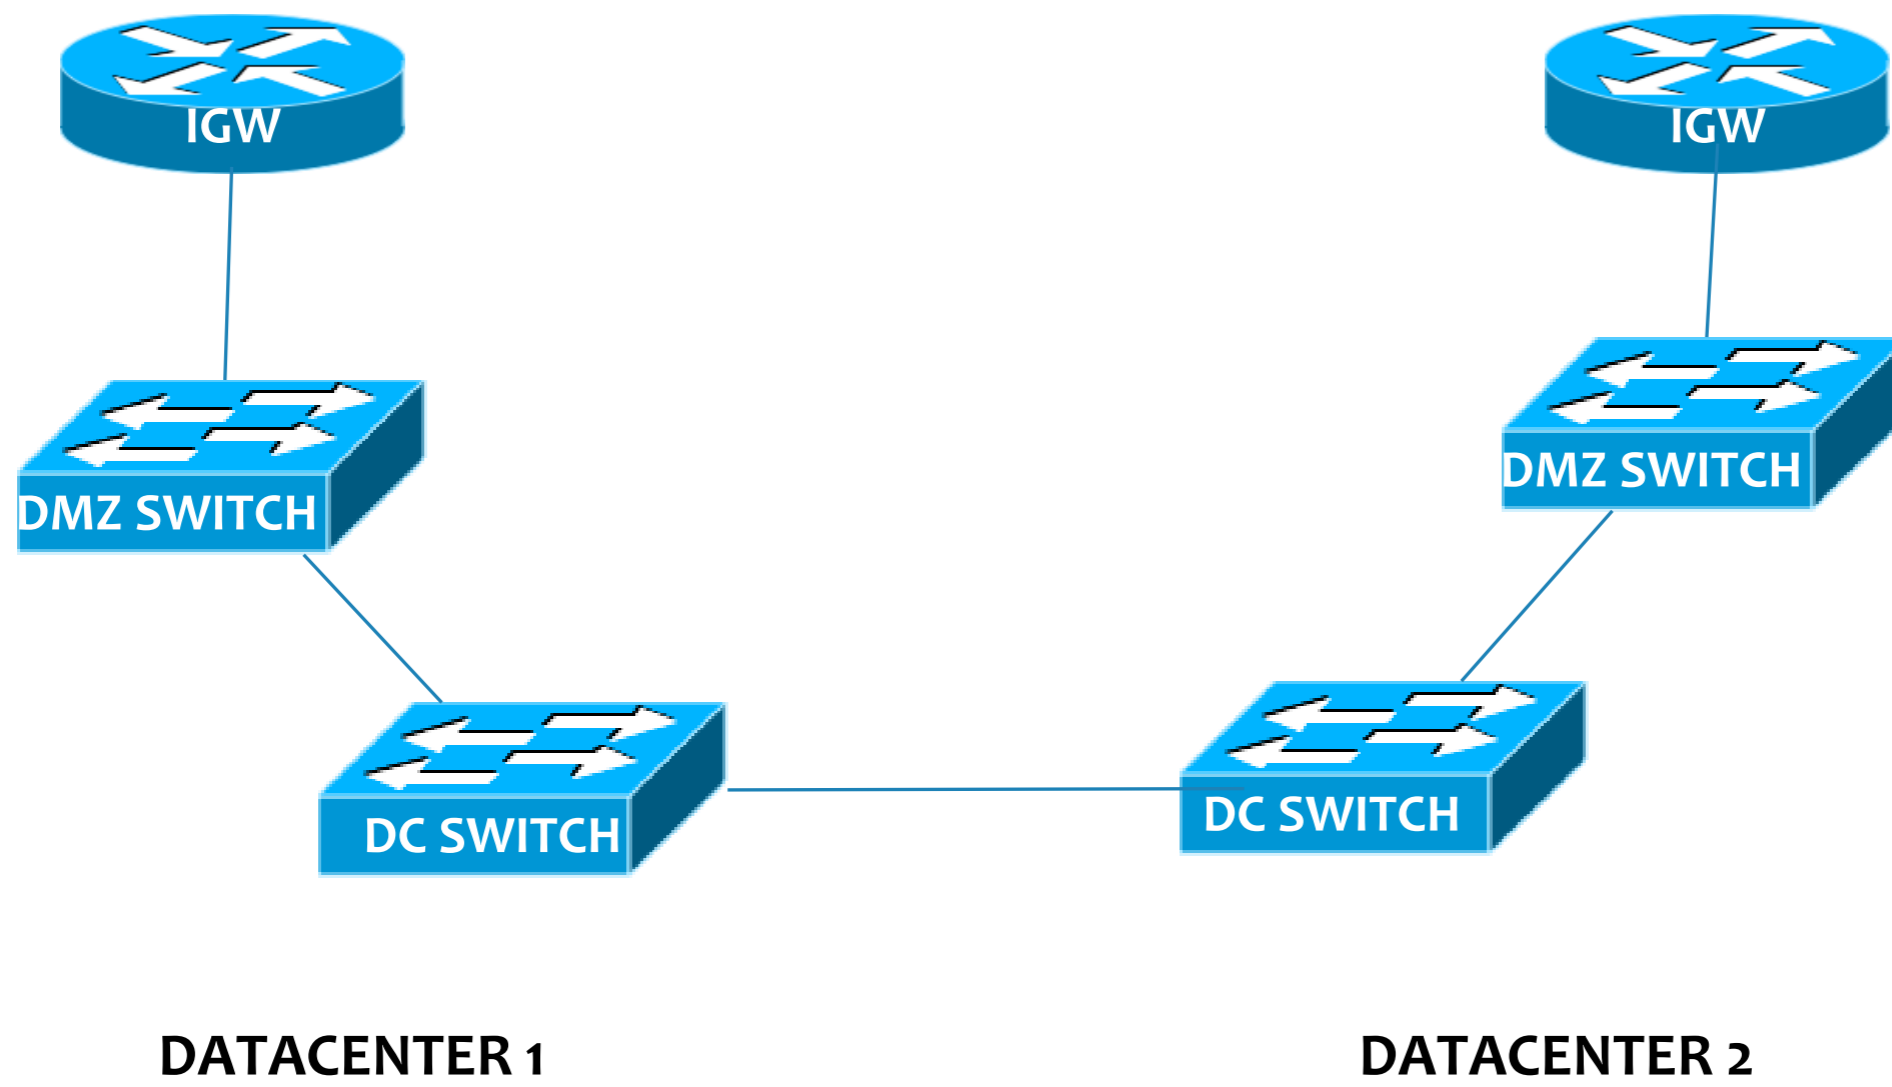 IGW
IGW
DMZ SWITCH
DMZ SWITCH
DC SWITCH
DC SWITCH
DATACENTER 1
DATACENTER 2